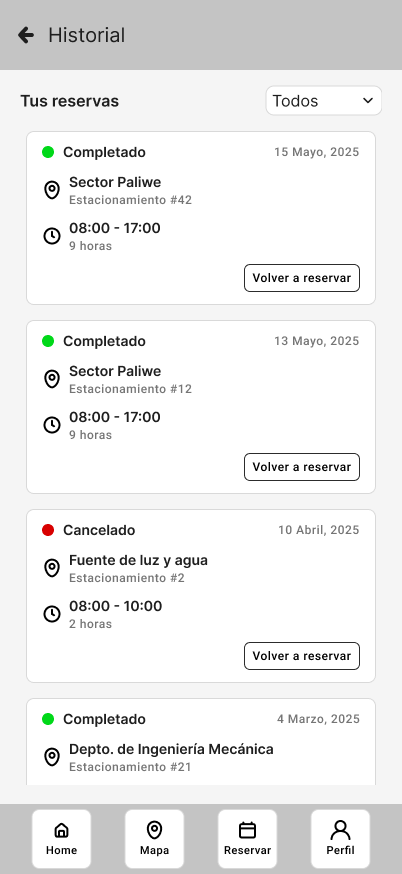 Historial
Tus reservas
Todos
Completado
15 Mayo, 2025
Sector Paliwe
Estacionamiento #42
08:00 - 17:00
9 horas
Volver a reservar
Completado
13 Mayo, 2025
Sector Paliwe
Estacionamiento #12
08:00 - 17:00
9 horas
Volver a reservar
Cancelado
10 Abril, 2025
Fuente de luz y agua
Estacionamiento #2
08:00 - 10:00
2 horas
Volver a reservar
Completado
4 Marzo, 2025
Depto. de Ingeniería Mecánica
Estacionamiento #21
Home
Mapa
Reservar
Perfil